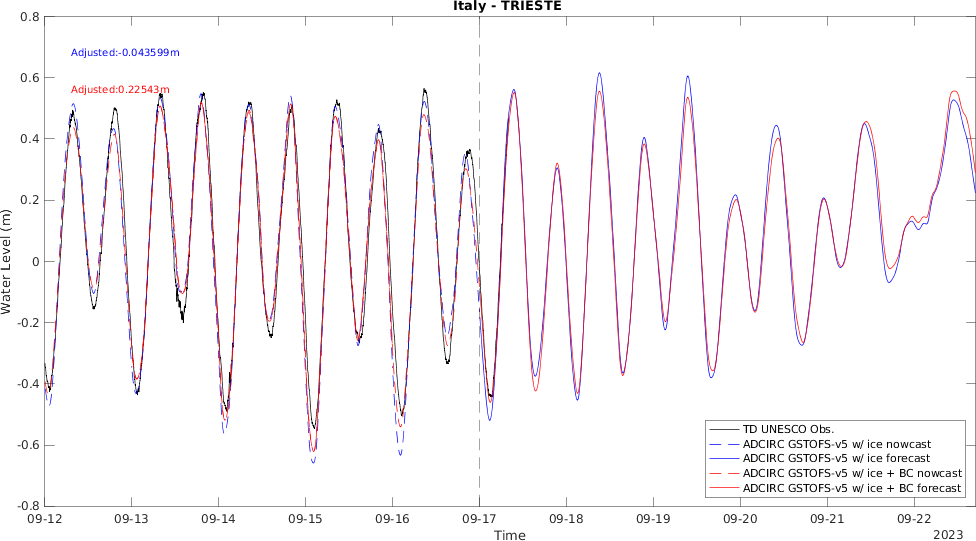 Italy - TRIESTE
0.8
0.6
0.4
0.2
0
-0.2
-0.4
-0.6
-0.8
Water Level (m)
Adjusted:-0.043599m
Adjusted:0.22543m
TD UNESCO Obs.
ADCIRC GSTOFS-v5 w/ ice nowcast
ADCIRC GSTOFS-v5 w/ ice forecast
ADCIRC GSTOFS-v5 w/ ice + BC nowcast
ADCIRC GSTOFS-v5 w/ ice + BC forecast
09-12 09-13 09-14 09-15 09-16 09-17 09-18 09-19 09-20 09-21 09-22
Time
2023